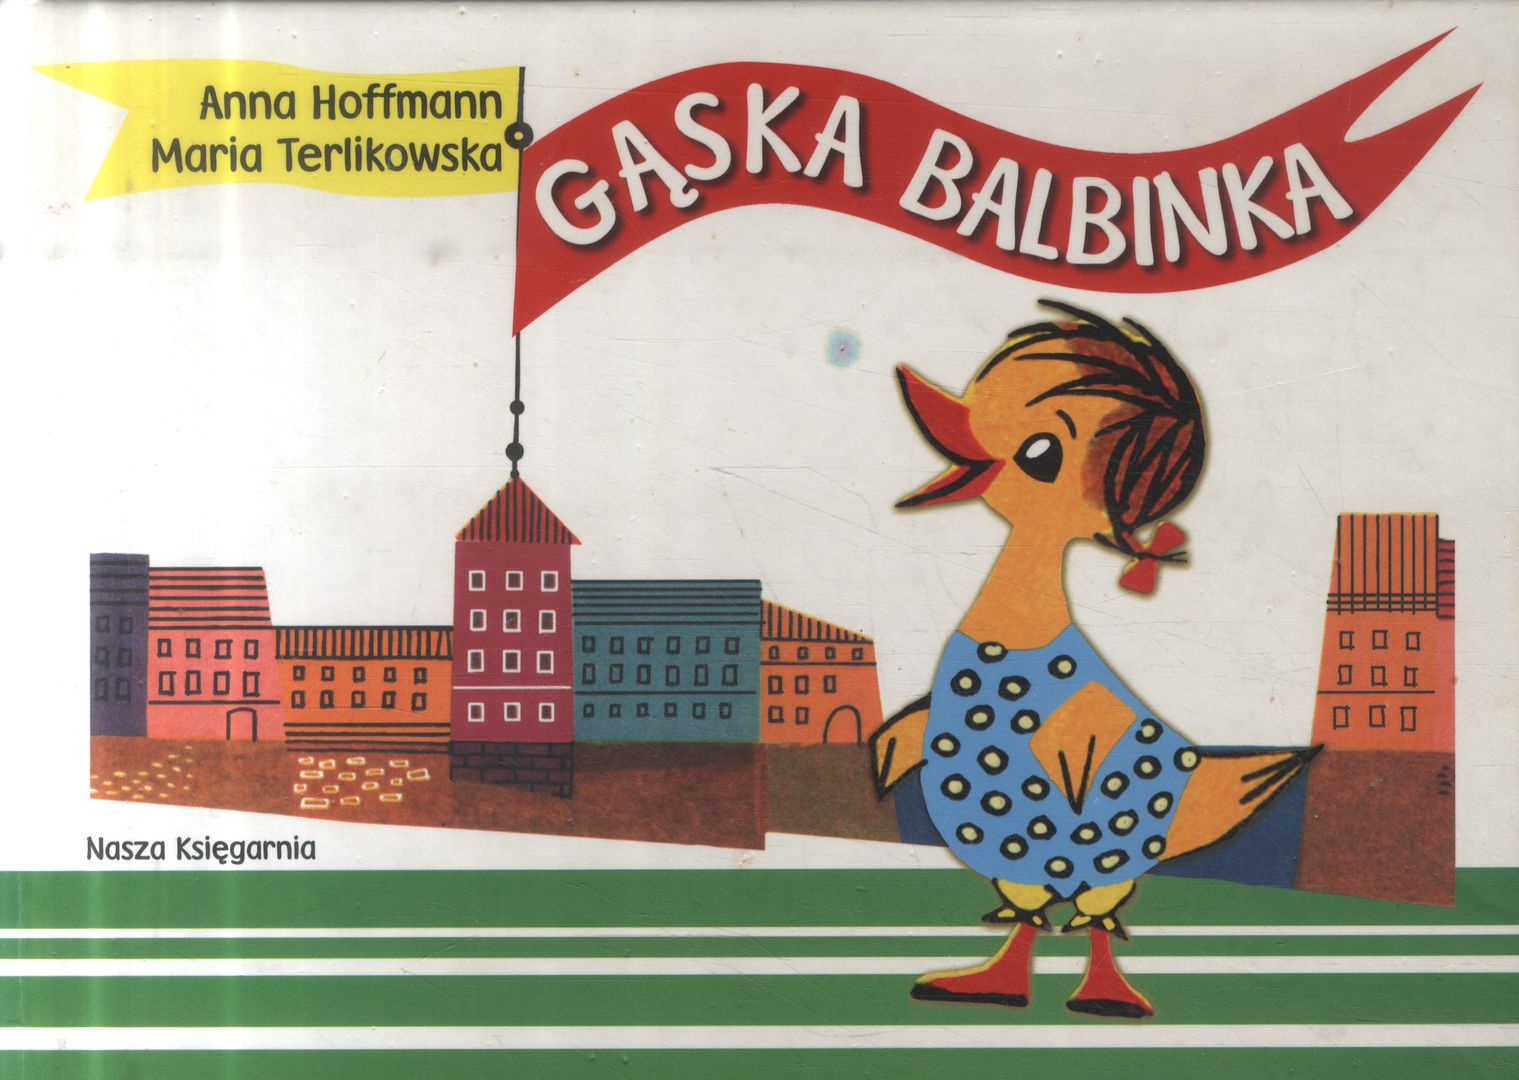 Anna Hoffmann
Maria Terlikowska
GĄSKA BALBINKA
Nasza Księgarnia